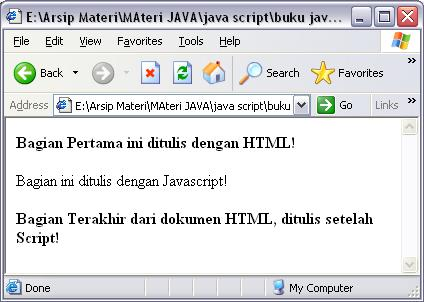 E:\Arsip Materi\MAteri JAVA\java script\buku jav...
File Edit View Favorites Tools Help
Back Search Favorites
Address E:\Arsip Materi\MAteri JAVA\java script\buku Go Links
Bagian Pertama ini ditulis dengan HTML!
Bagian ini ditulis dengan Javascript!
Bagian Terakhir dari dokumen HTML, ditulis setelah
Script!
Done My Computer